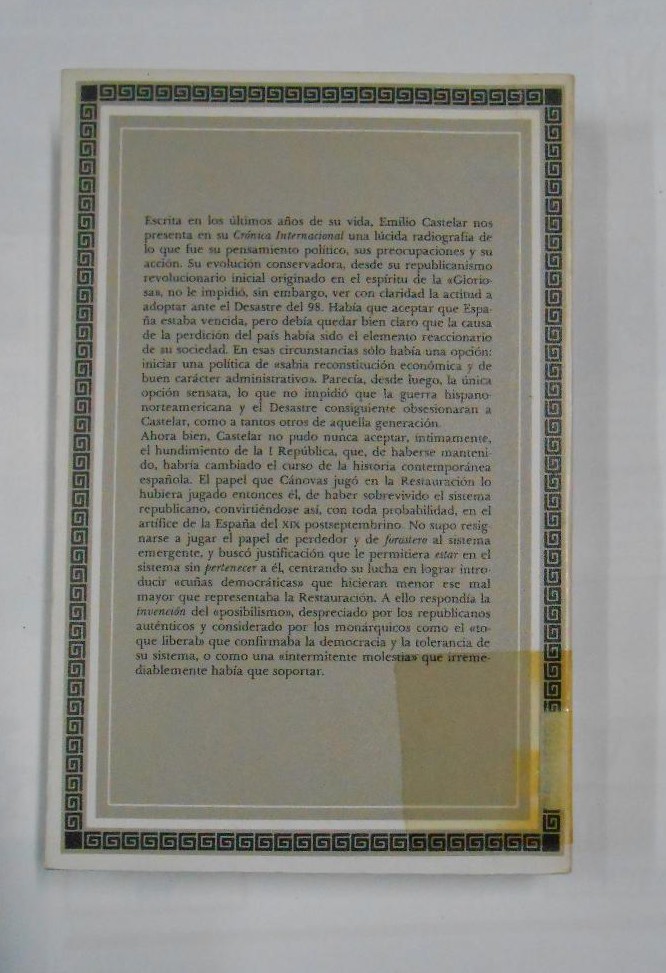 Escrita en los últimos años de su vida, Emilio Castelar nos
presenta en su Crónica Internacional una lúcida radiografía de
lo que fue su pensamiento político, sus preocupaciones y su
acción. Su evolución conservadora, desde su republicanismo
revolucionario inicial originado en el espíritu de la «Glorio-
sa», no le impidió, sin embargo, ver con claridad la actitud a
adoptar ante el Desastre del 98. Había que aceptar que Espa-
ña estaba vencida, pero debía quedar bien claro que la causa
de la perdición del país había sido el elemento reaccionario
de su sociedad. En esas circunstancias sólo había una opción:
iniciar una política de «sabia reconstitución económica y de
buen carácter administrativo». Parecía, desde luego, la única
opción sensata, lo que no impidió que la guerra hispano-
norteamericana y el Desastre consiguiente obsesionaran a
Castelar, como a tantos otros de aquella generación.
Ahora bien, Castelar no pudo nunca aceptar, íntimamente,
el hundimiento de la I República, que, de haberse manteni-
do, habría cambiado el curso de la historia contemporánea
española. El papel que Cánovas jugó en la Restauración lo
hubiera jugado entonces él, de haber sobrevivido el sistema
republicano, convirtiéndose así, con toda probabilidad, en el
artífice de la España del XIX postseptembrino. No supo resig-
narse a jugar el papel de perdedor y de forastero al sistema
emergente, y buscó justificación que le permitiera estar en el
sistema sin pertenecer a él, centrando su lucha en lograr intro-
ducir «cuñas democráticas» que hicieran menor ese mal
mayor que representaba la Restauración. A ello respondía la
invención del «posibilismo», despreciado por los republicanos
auténticos y considerado por los monárquicos como el «to-
que liberal» que confirmaba la democracia y la tolerancia de
su sistema, o como una «intermitente molestia» que irreme-
diablemente había que soportar.